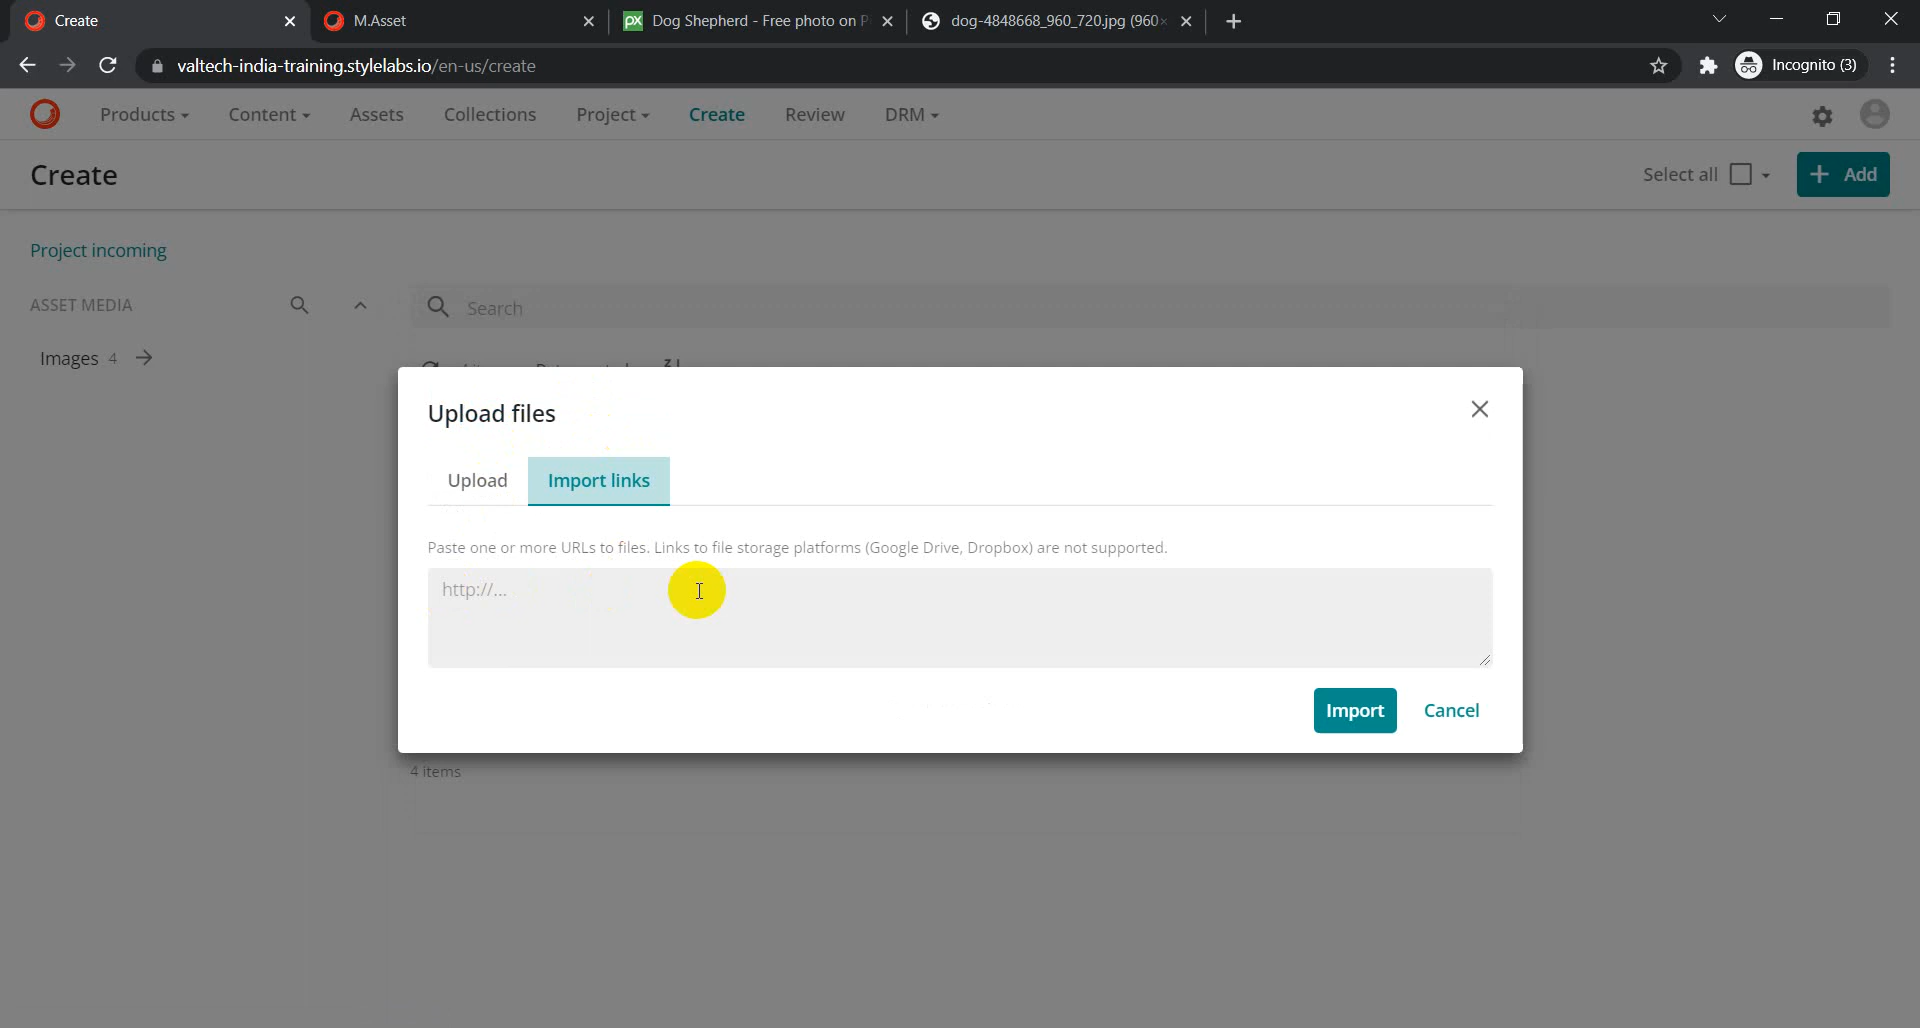 Create
M.Asset
px Dog Shepherd - Free photo on P
dog-4848668_960_720.jpg (960×
valtech-india-training.stylelabs.io/en-us/create
Incognito (3)
Products
Content
Assets
Collections
Project
Create
Review
DRM
Create
Select all
+ Add
Project incoming
ASSET MEDIA
Search
Images 4
Upload files
Upload
Import links
Paste one or more URLs to files. Links to file storage platforms (Google Drive, Dropbox) are not supported.
http://...
Import
Cancel
4 items